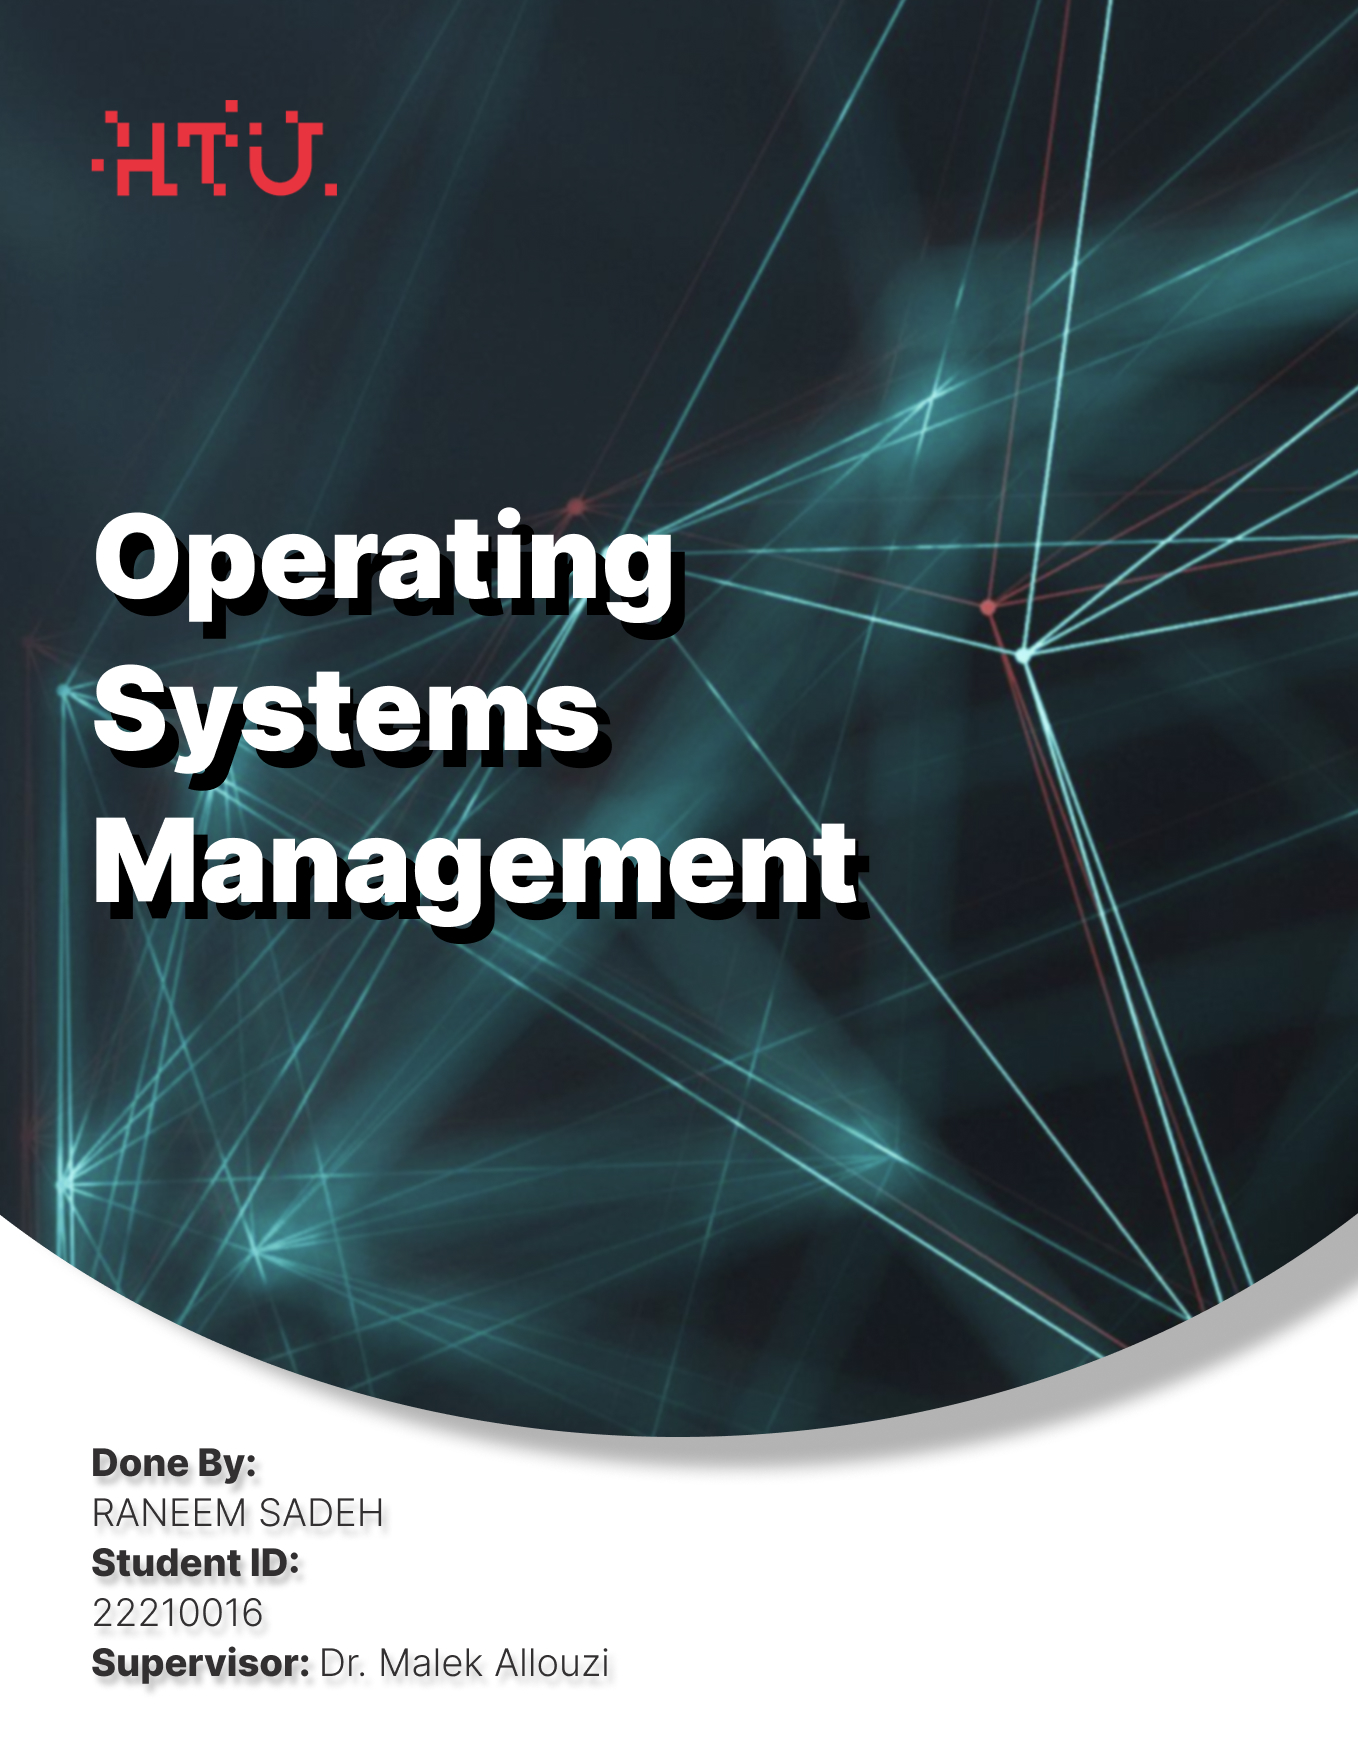 HTU.
Operating
Systems
Management
Done By:
RANEEM SADEH
Student ID:
22210016
Supervisor: Dr. Malek Allouzi